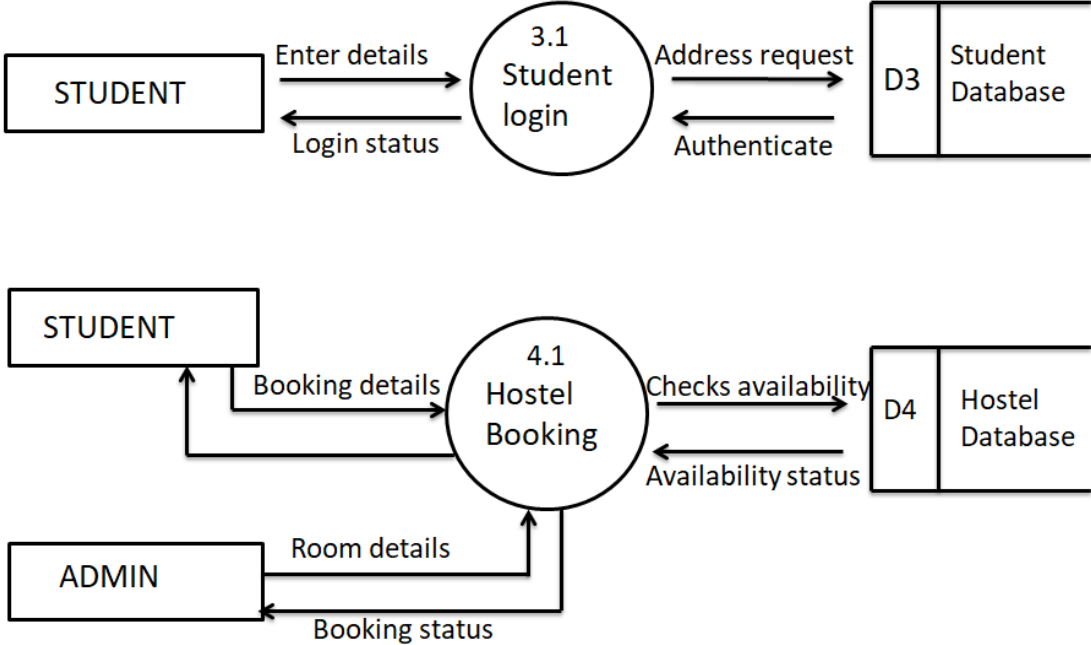 STUDENT
Enter details
Login status
3.1
Student
login
Address request
Authenticate
D3
Student
Database
STUDENT
Booking details
4.1
Hostel
Booking
Checks availability
Availability status
D4
Hostel
Database
ADMIN
Room details
Booking status